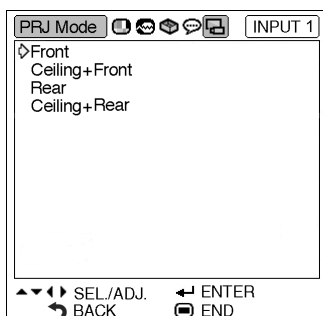 PRJ Mode INPUT 1
Front
Ceiling+Front
Rear
Ceiling+Rear
SEL./ADJ. ENTER
BACK END